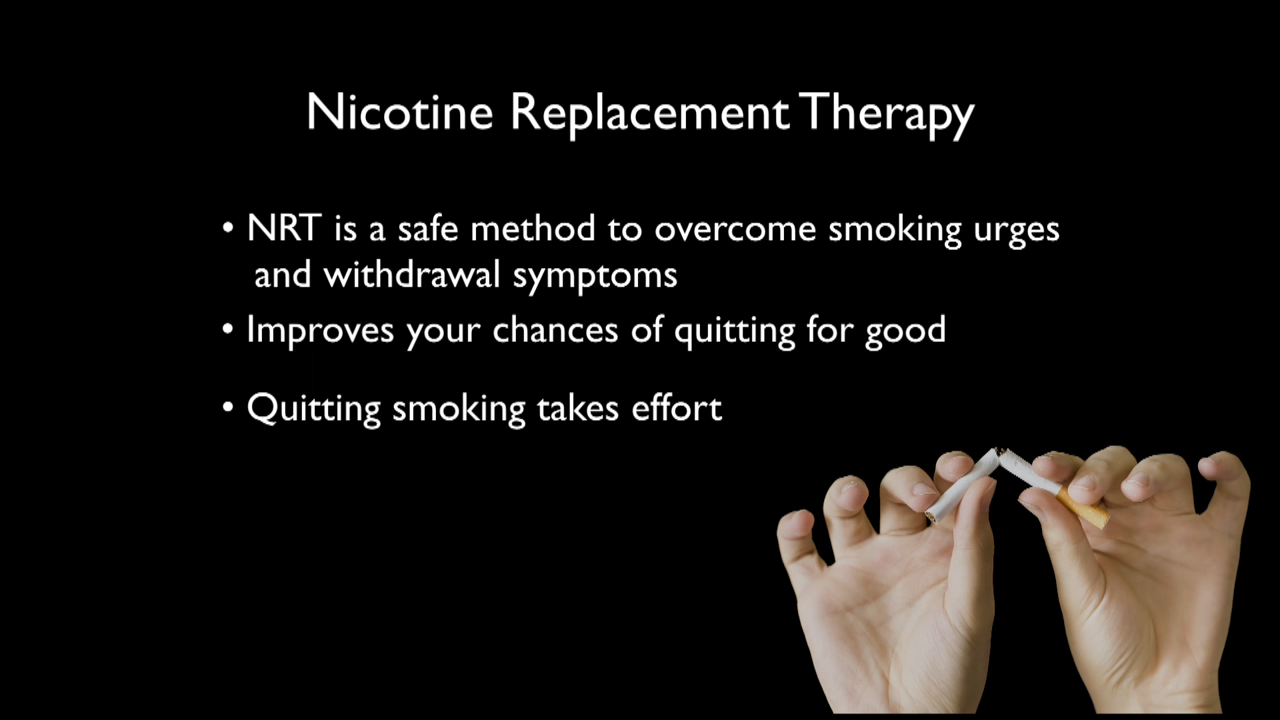 Nicotine Replacement Therapy
• NRT is a safe method to overcome smoking urges
and withdrawal symptoms
• Improves your chances of quitting for good
• Quitting smoking takes effort